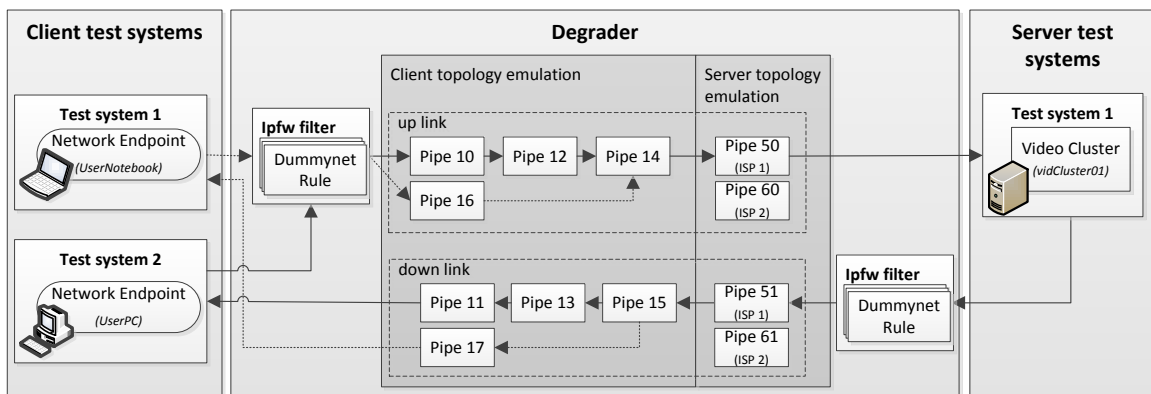 Client test systems
Test system 1
Network Endpoint
(UserNotebook)
Test system 2
Network Endpoint
(UserPC)
Degrader
Client topology emulation
Server topology
emulation
Ipfw filter
Dummynet
Rule
up link
Pipe 10
Pipe 12
Pipe 14
Pipe 16
Pipe 50
(ISP 1)
Pipe 60
(ISP 2)
down link
Pipe 11
Pipe 13
Pipe 15
Pipe 17
Pipe 51
(ISP 1)
Pipe 61
(ISP 2)
Ipfw filter
Dummynet
Rule
Server test
systems
Test system 1
Video Cluster
(vidCluster01)